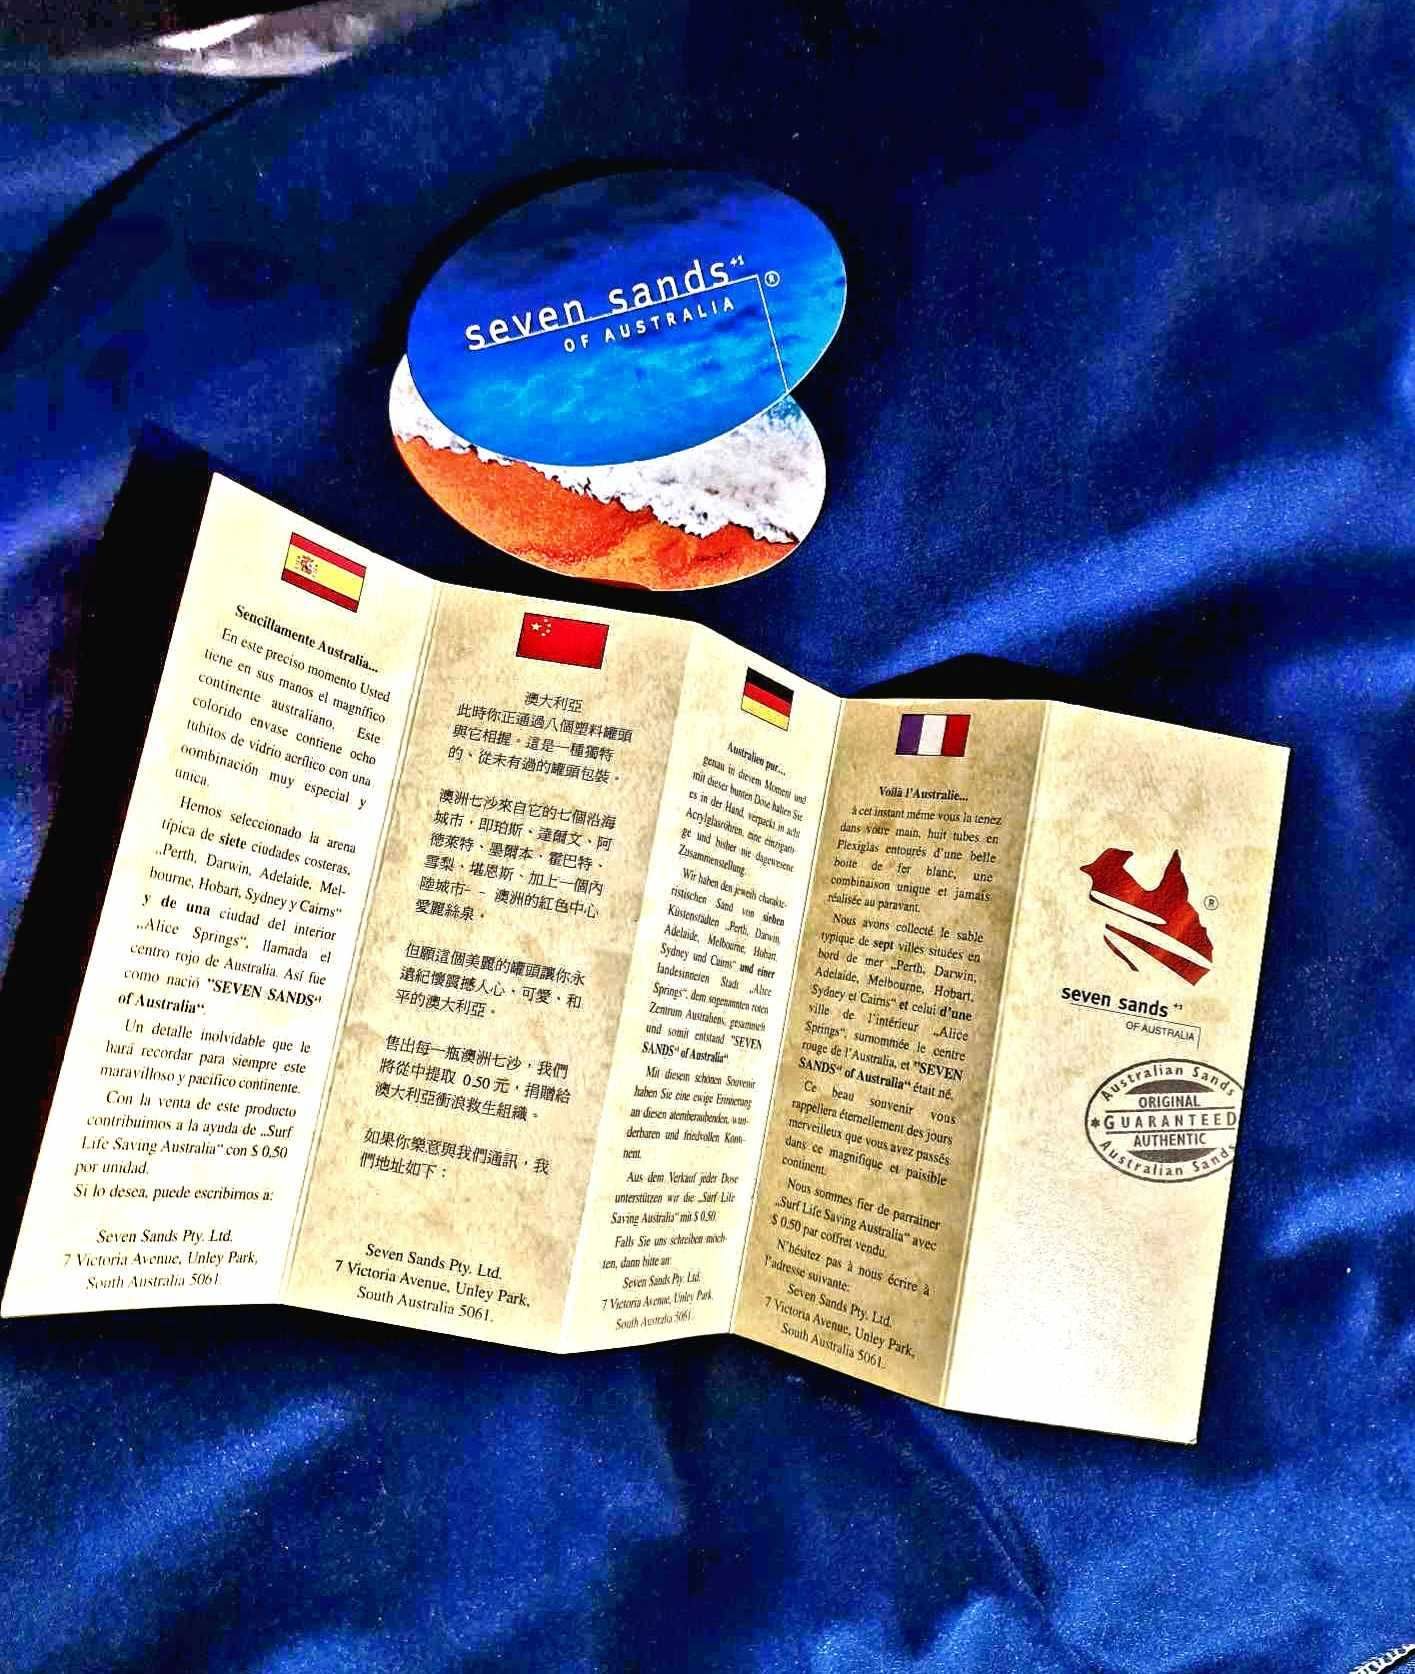 seven sands+1 ®
OF AUSTRALIA
Sencillamente Australia...
En este preciso momento Usted
tiene en sus manos el magnífico
continente australiano. Este
colorido envase contiene ocho
tubitos de vidrio acrílico con una
combinación muy especial y
unica.
Hemos seleccionado la arena
típica de siete ciudades costeras,
„Perth, Darwin, Adelaide, Mel-
bourne, Hobart, Sydney y Cairns“
y de una ciudad del interior
„Alice Springs“, llamada el
centro rojo de Australia. Así fue
como nació "SEVEN SANDS“
of Australia“.
Un detalle inolvidable que le
hará recordar para siempre este
maravilloso y pacífico continente.
Con la venta de este producto
contribuimos a la ayuda de „Surf
Life Saving Australia“ con $ 0,50
por unidad.
Si lo desea, puede escribirnos a:
Seven Sands Pty. Ltd.
7 Victoria Avenue, Unley Park,
South Australia 5061.
澳大利亞
此時你正通過八個塑料罐頭
與它相握。這是一種獨特
的、從未有過的罐頭包裝。
澳洲七沙來自它的七個沿海
城市，即珀斯、達爾文、阿
德萊特、墨爾本、霍巴特、
雪梨、堪恩斯、加上一個內
陸城市- - 澳洲的紅色中心
愛麗絲泉。
但願這個美麗的罐頭讓你永
遠紀懷震撼人心、可愛、和
平的澳大利亞。
售出每一瓶澳洲七沙，我們
將從中提取 0.50 元，捐贈給
澳大利亞衝浪救生組織。
如果你樂意與我們通訊，我
們地址如下：
Seven Sands Pty. Ltd.
7 Victoria Avenue, Unley Park,
South Australia 5061.
Australien pur...
genau in diesem Moment und
mit dieser bunten Dose halten Sie
es in der Hand, verpackt in acht
Acrylglasröhren, eine einzigarti-
ge und bisher nie dagewesene
Zusammenstellung.
Wir haben den jeweils charakte-
ristischen Sand von sieben
Küstenstädten „Perth, Darwin,
Adelaide, Melbourne, Hobart,
Sydney und Cairns“ und einer
landesinneren Stadt „Alice
Springs“, dem sogenannten roten
Zentrum Australiens, gesammelt
und somit entstand "SEVEN
SANDS“ of Australia“.
Mit diesem schönen Souvenir
haben Sie eine ewige Erinnerung
an diesen atemberaubenden, wun-
derbaren und friedvollen Konti-
nent.
Aus dem Verkauf jeder Dose
unterstützen wir die „Surf Life
Saving Australia“ mit $ 0,50.
Falls Sie uns schreiben möch-
ten, dann bitte an:
Seven Sands Pty. Ltd.
7 Victoria Avenue, Unley Park,
South Australia 5061.
Voilà l'Australie...
à cet instant même vous la tenez
dans votre main, huit tubes en
Plexiglas entourés d'une belle
boite de fer blanc, une
combinaison unique et jamais
réalisée au paravant.
Nous avons collecté le sable
typique de sept villes situées en
bord de mer „Perth, Darwin,
Adelaide, Melbourne, Hobart,
Sydney et Cairns“ et celui d'une
ville de l'intérieur „Alice
Springs“, surnommée le centre
rouge de l'Australia, et "SEVEN
SANDS“ of Australia“ était né.
Ce beau souvenir vous
rappellera éternellement des jours
merveilleux que vous avez passés
dans ce magnifique et paisible
continent.
Nous sommes fier de parrainer
„Surf Life Saving Australia“ avec
$ 0,50 par coffret vendu.
N'hésitez pas à nous écrire à
l'adresse suivante:
Seven Sands Pty. Ltd.
7 Victoria Avenue, Unley Park,
South Australia 5061.
®
seven sands+1
OF AUSTRALIA
Australian Sands
ORIGINAL
*GUARANTEED
AUTHENTIC
Australian Sands